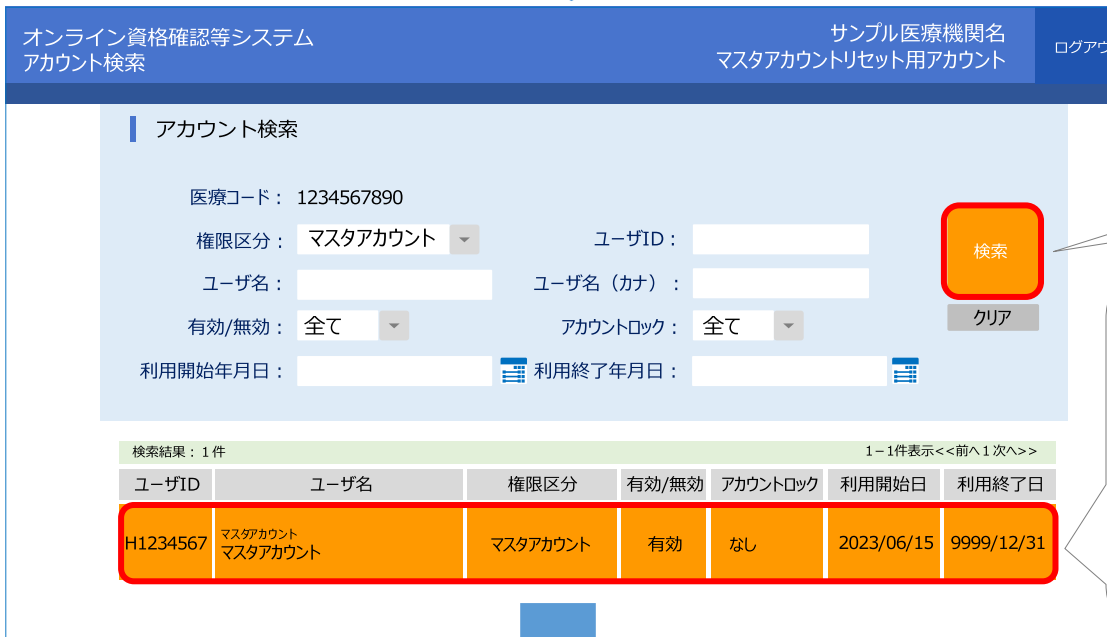 オンライン資格確認等システム
アカウント検索
サンプル医療機関名
マスタアカウントリセット用アカウント
ログアウ
アカウント検索
医療コード： 1234567890
権限区分： マスタアカウント ユーザID：
検索
ユーザ名： ユーザ名（カナ）：
有効/無効： 全て アカウントロック： 全て
クリア
利用開始年月日： 利用終了年月日：
検索結果：1件 1−1件表示<<前へ1次へ>>
ユーザID ユーザ名 権限区分 有効/無効 アカウントロック 利用開始日 利用終了日
マスタアカウント
H1234567 マスタアカウント マスタアカウント 有効 なし 2023/06/15 9999/12/31